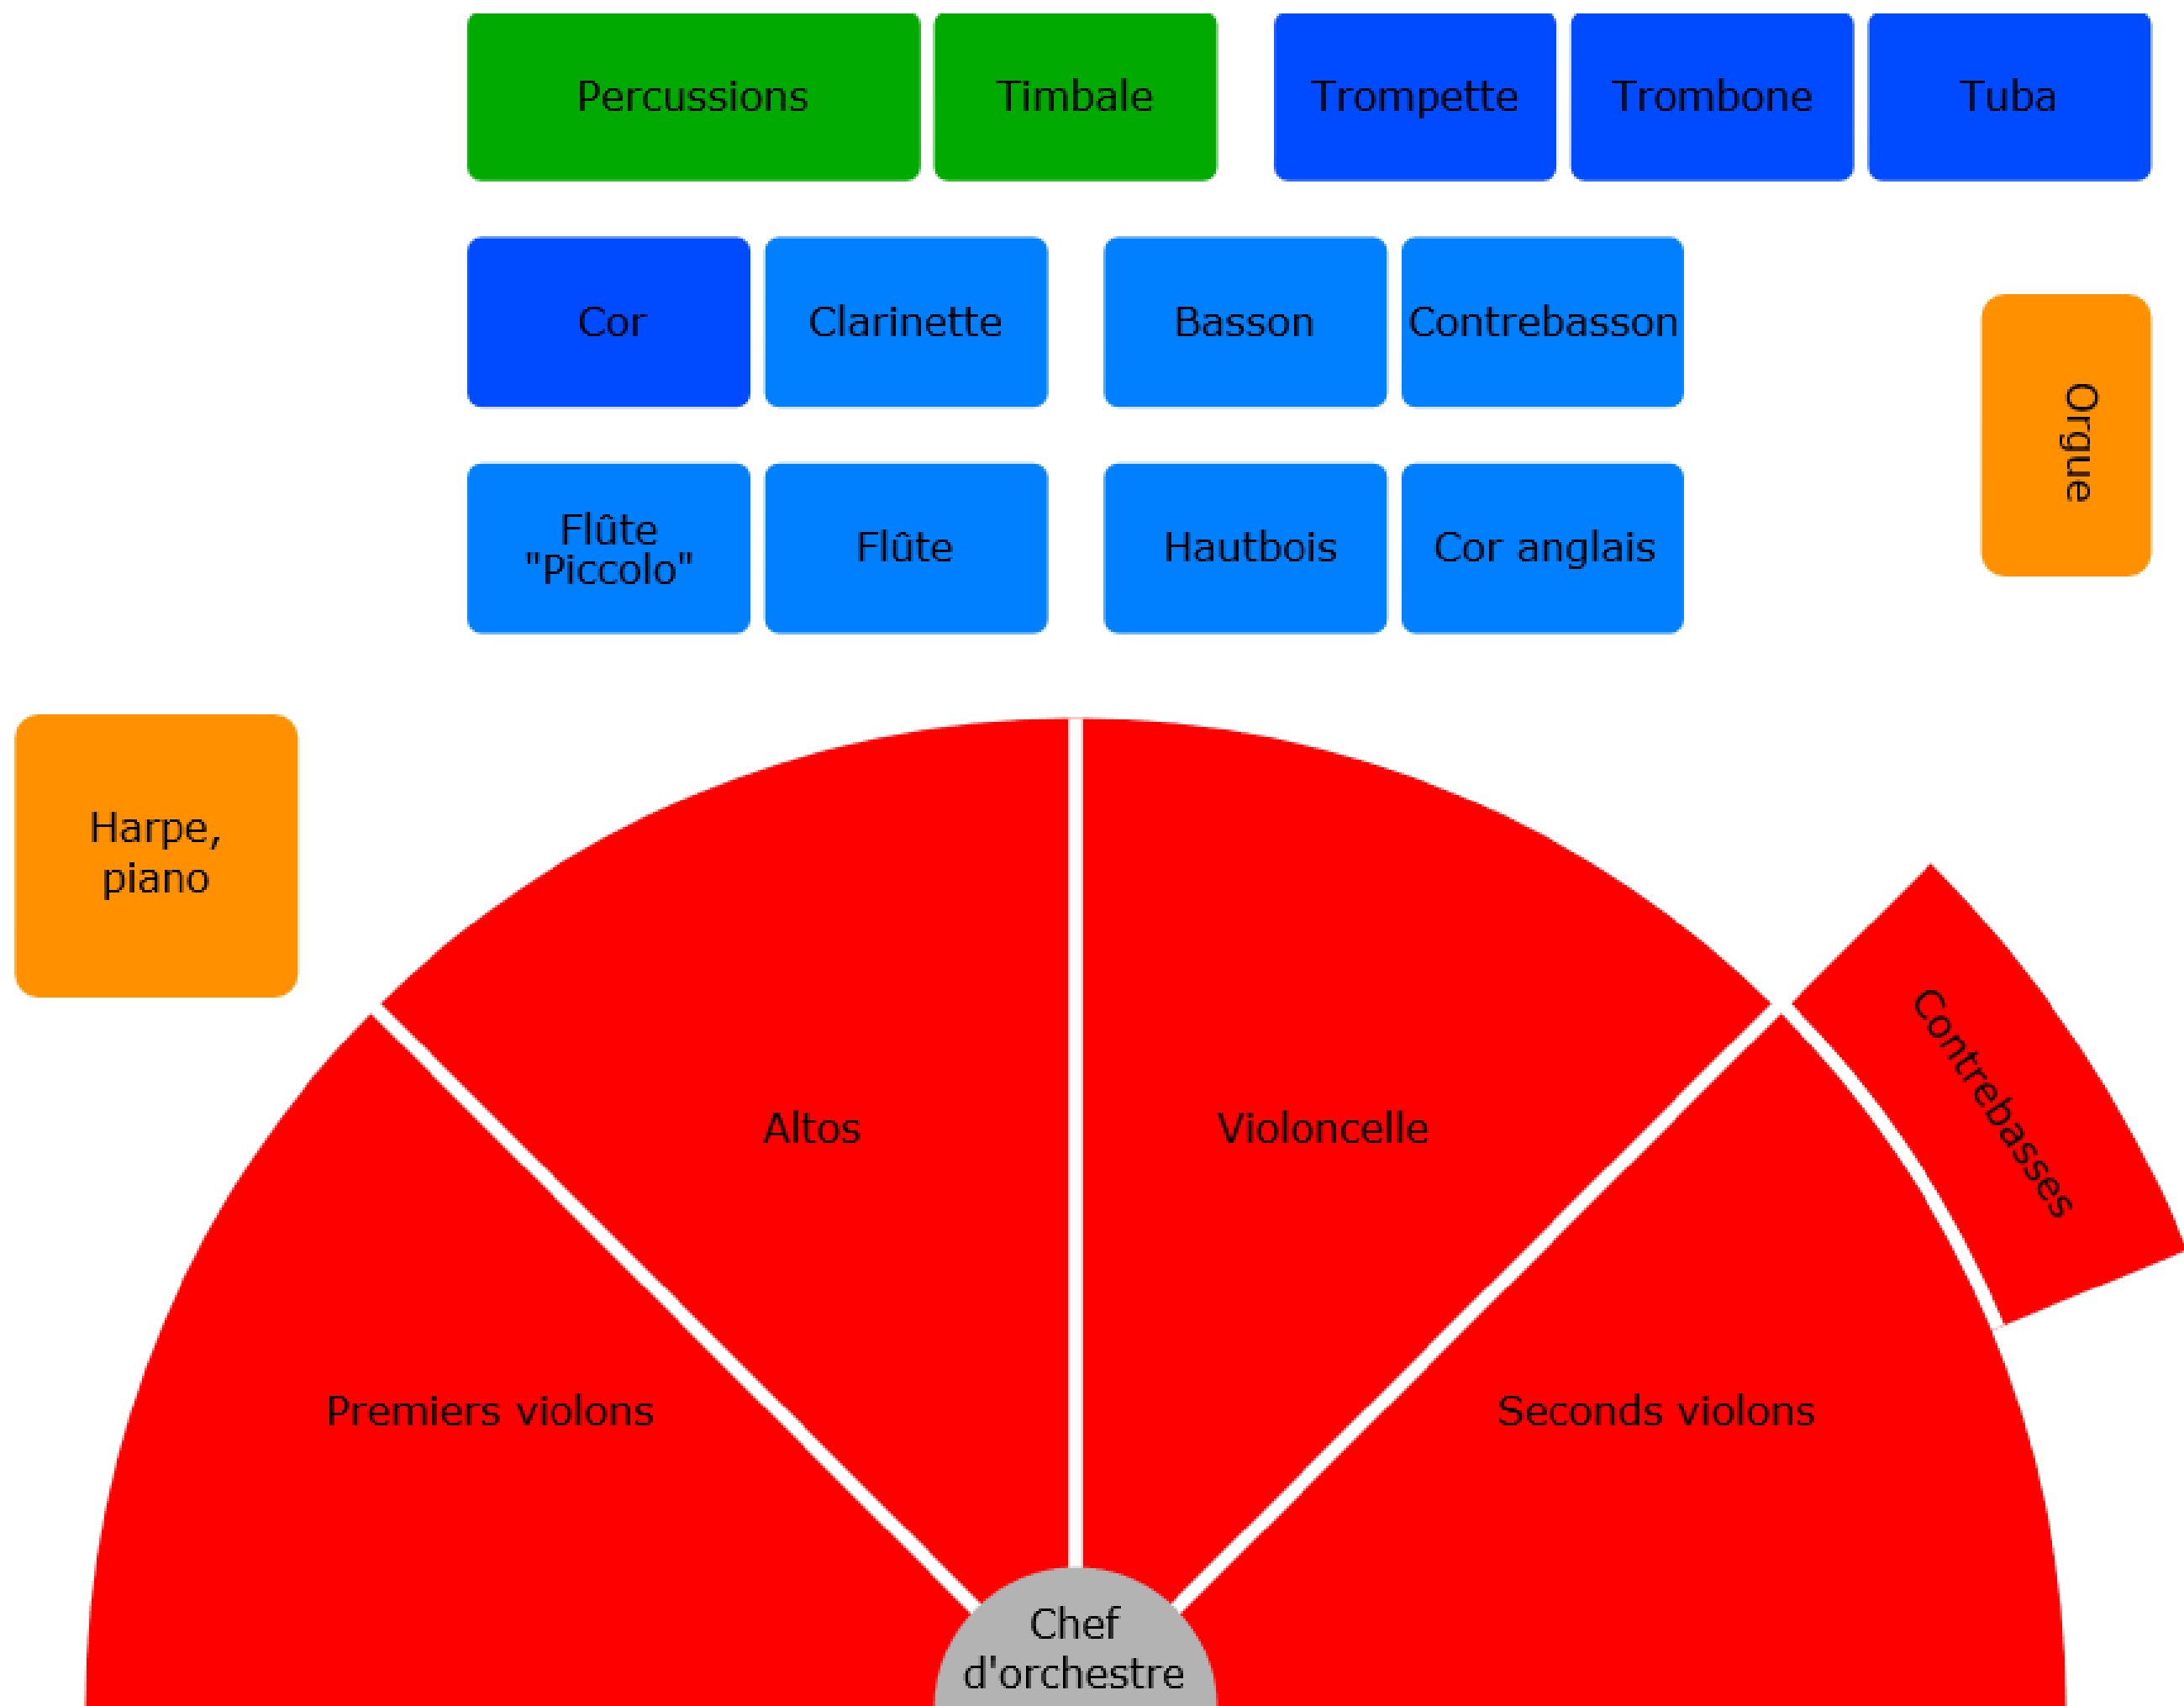 Percussions
Timbale
Trompette
Trombone
Tuba
Cor
Clarinette
Basson
Contrebasson
Orgue
Flûte
"Piccolo"
Flûte
Hautbois
Cor anglais
Harpe,
piano
Contrebasses
Altos
Violoncelle
Premiers violons
Seconds violons
Chef
d'orchestre